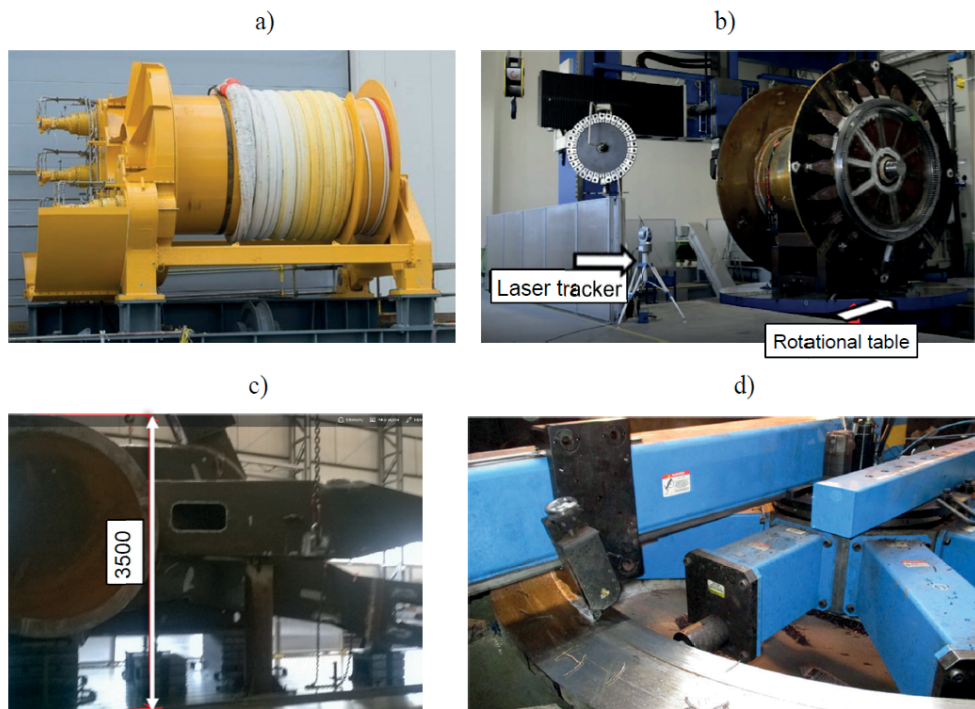 a)
b)
Laser tracker
Rotational table
c)
d)
3500